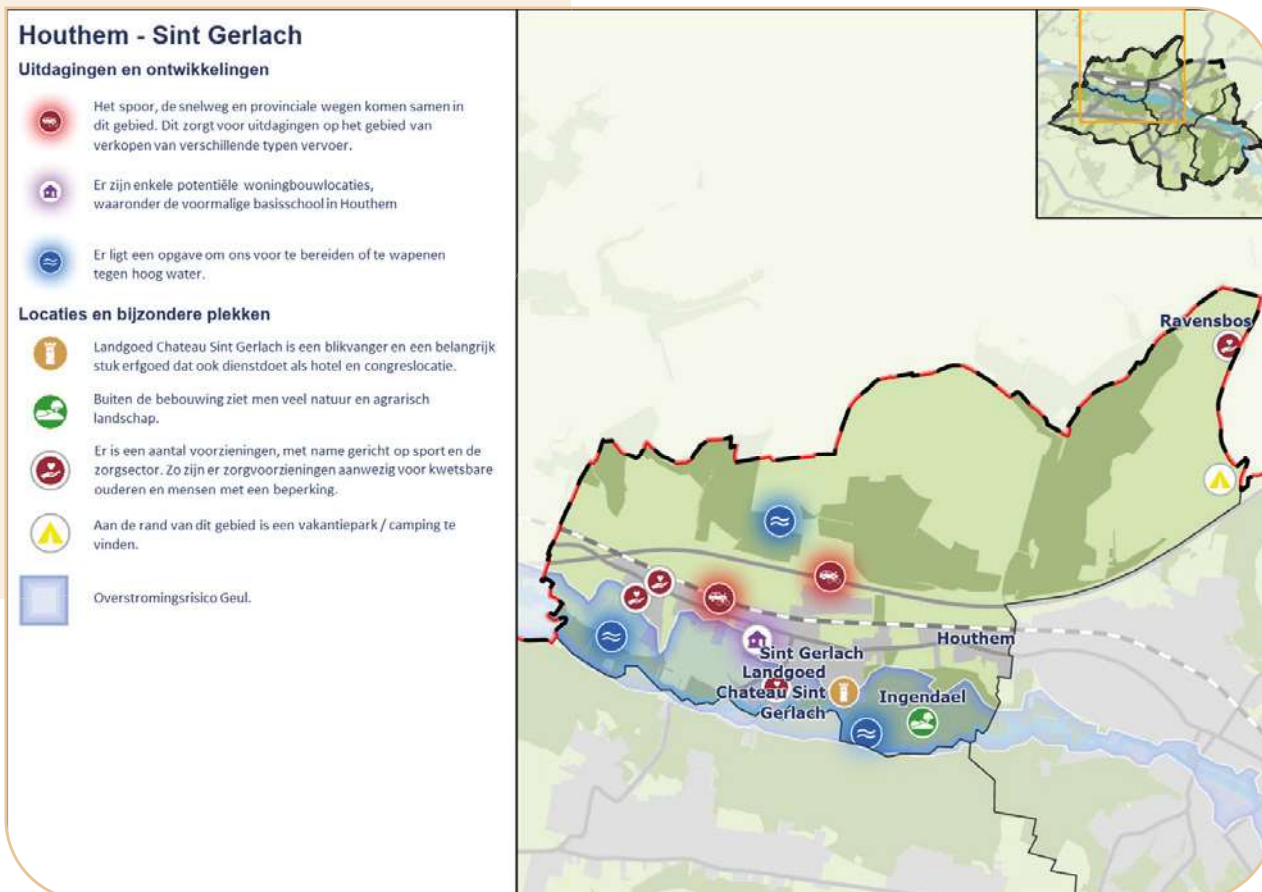 Houthem - Sint Gerlach
Uitdagingen en ontwikkelingen
Het spoor, de snelweg en provinciale wegen komen samen in
dit gebied. Dit zorgt voor uitdagingen op het gebied van
verkopen van verschillende typen vervoer.
Er zijn enkele potentiële woningbouwlocaties,
waaronder de voormalige basisschool in Houthem
Er ligt een opgave om ons voor te bereiden of te wapenen
tegen hoog water.
Locaties en bijzondere plekken
Landgoed Chateau Sint Gerlach is een blikvanger en een belangrijk
stuk erfgoed dat ook dienstdoet als hotel en congreslocatie.
Buiten de bebouwing ziet men veel natuur en agrarisch
landschap.
Er is een aantal voorzieningen, met name gericht op sport en de
zorgsector. Zo zijn er zorgvoorzieningen aanwezig voor kwetsbare
ouderen en mensen met een beperking.
Aan de rand van dit gebied is een vakantiepark / camping te
vinden.
Overstromingsrisico Geul.
Ravensbos
Houthem
Sint Gerlach
Landgoed
Chateau Sint
Gerlach
Ingendael